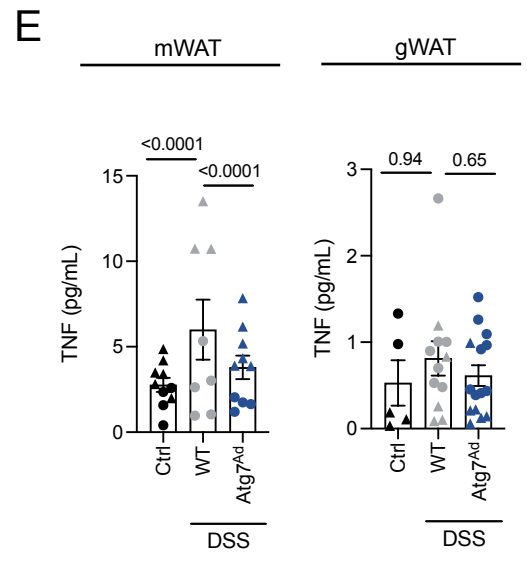 E
mWAT
gWAT
<0.0001
<0.0001
0.94
0.65
15
10
5
0
TNF (pg/mL)
3
2
1
0
TNF (pg/mL)
Ctrl
WT
Atg7Ad
DSS
Ctrl
WT
Atg7Ad
DSS